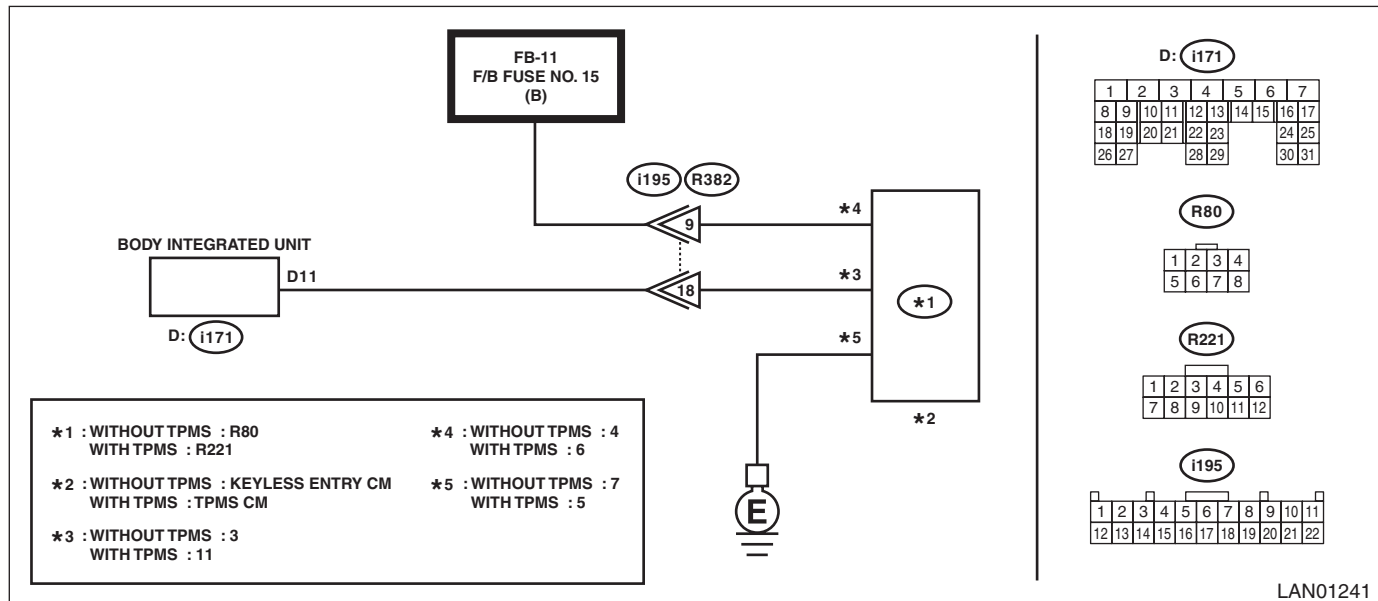 FB-11
F/B FUSE NO. 15
(B)
i195 R382
9
*4
BODY INTEGRATED UNIT
D11
18
*3
*1
D: i171
*5
E
*2
*1 : WITHOUT TPMS : R80
WITH TPMS : R221
*2 : WITHOUT TPMS : KEYLESS ENTRY CM
WITH TPMS : TPMS CM
*3 : WITHOUT TPMS : 3
WITH TPMS : 11
*4 : WITHOUT TPMS : 4
WITH TPMS : 6
*5 : WITHOUT TPMS : 7
WITH TPMS : 5
D: i171
1 2 3 4 5 6 7
8 9 10 11 12 13 14 15 16 17
18 19 20 21 22 23 24 25
26 27 28 29 30 31
R80
1 2 3 4
5 6 7 8
R221
1 2 3 4 5 6
7 8 9 10 11 12
i195
1 2 3 4 5 6 7 8 9 10 11
12 13 14 15 16 17 18 19 20 21 22
LAN01241